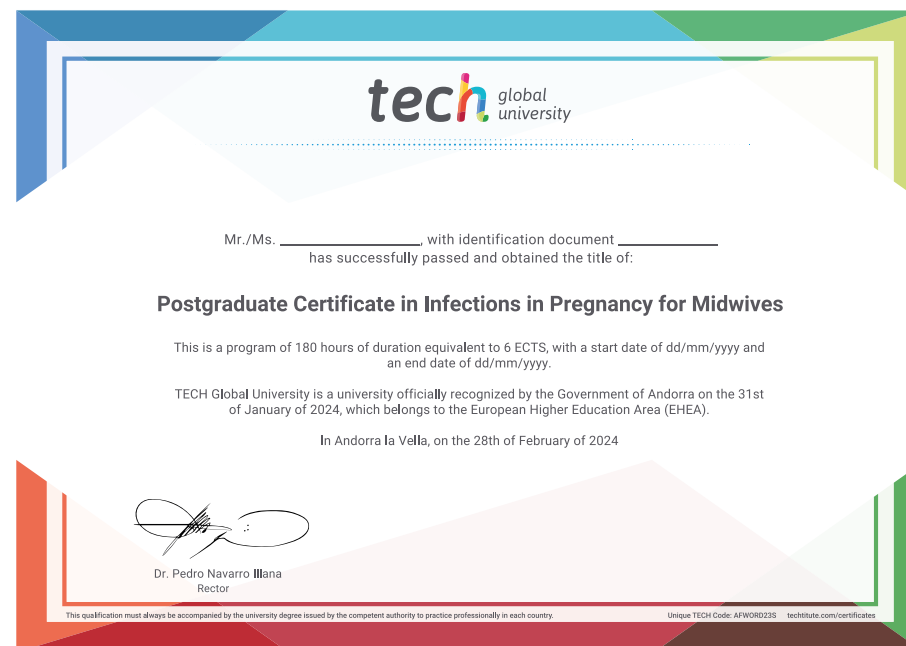 tech global
university
Mr./Ms. ____________, with identification document ____________
has successfully passed and obtained the title of:
Postgraduate Certificate in Infections in Pregnancy for Midwives
This is a program of 180 hours of duration equivalent to 6 ECTS, with a start date of dd/mm/yyyy and
an end date of dd/mm/yyyy.
TECH Global University is a university officially recognized by the Government of Andorra on the 31st
of January of 2024, which belongs to the European Higher Education Area (EHEA).
In Andorra la Vella, on the 28th of February of 2024
Dr. Pedro Navarro Illana
Rector
This qualification must always be accompanied by the university degree issued by the competent authority to practice professionally in each country. Unique TECH Code: AFWORD23S techtitute.com/certificates